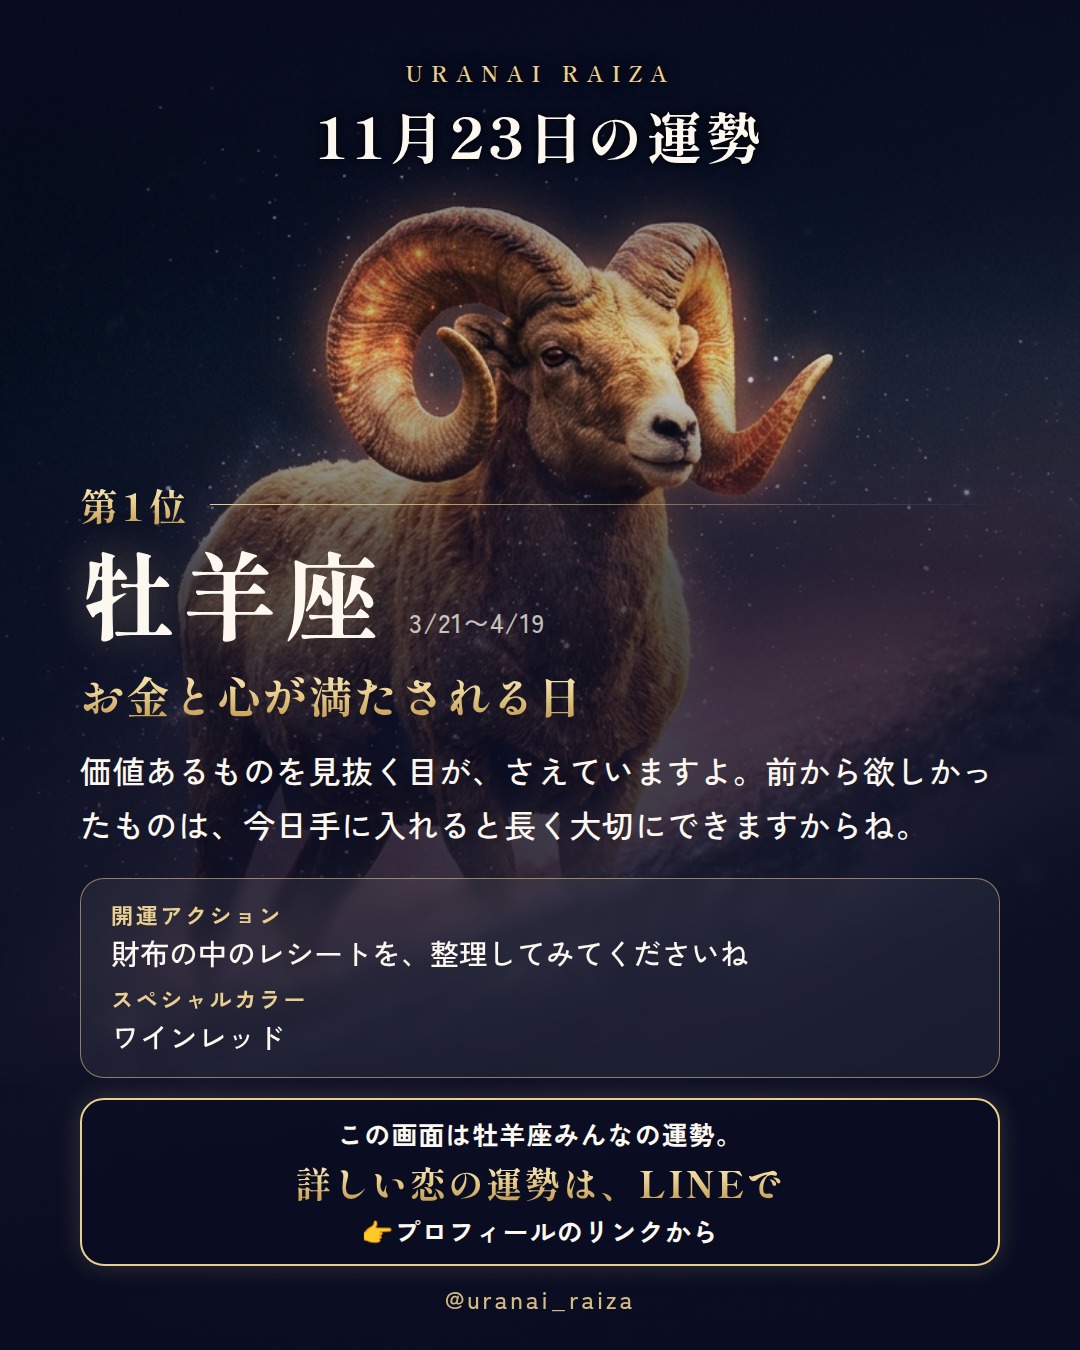 URANAI RAIZA
11月23日の運勢
第1位
牡羊座 3/21〜4/19
お金と心が満たされる日
価値あるものを見抜く目が、さえていますよ。前から欲しかっ
たものは、今日手に入れると長く大切にできますからね。
開運アクション
財布の中のレシートを、整理してみてくださいね
スペシャルカラー
ワインレッド
この画面は牡羊座みんなの運勢。
詳しい恋の運勢は、LINEで
👉プロフィールのリンクから
@uranai_raiza